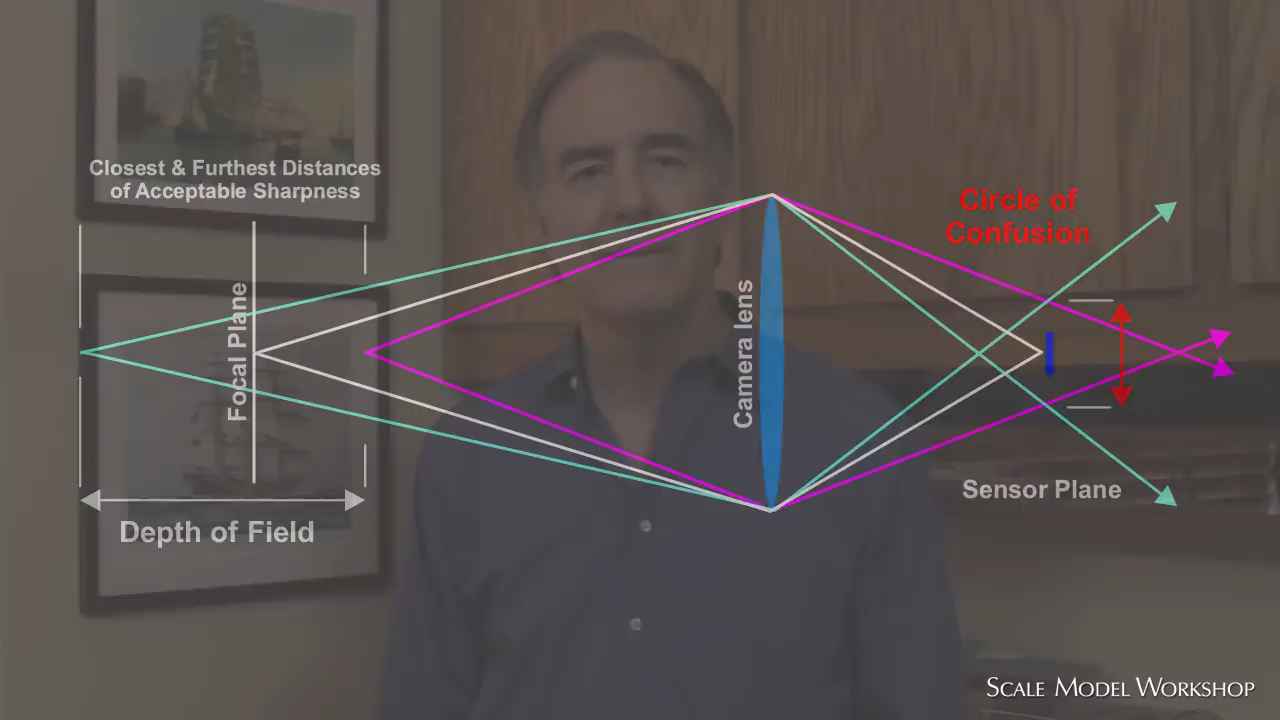 Closest & Furthest Distances
of Acceptable Sharpness
Focal Plane
Depth of Field
Camera lens
Circle of
Confusion
Sensor Plane
SCALE MODEL WORKSHOP